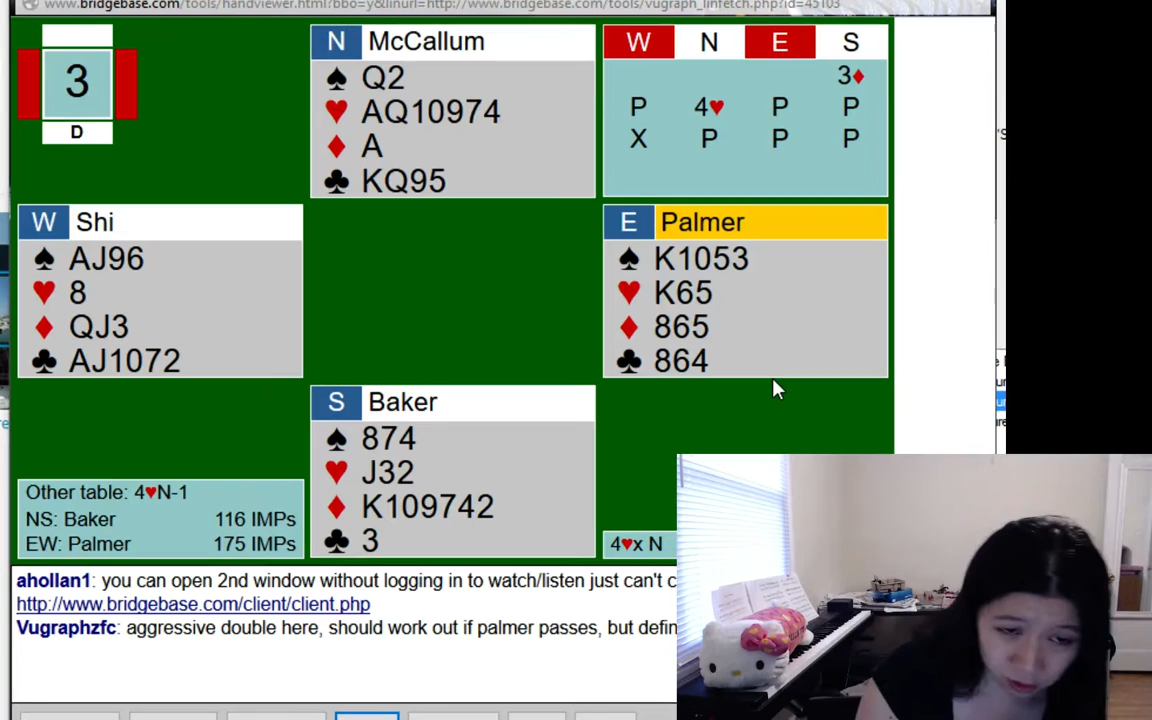 www.bridgebase.com/tools/handviewer.html?bbo=y&linurl=http://www.bridgebase.com/tools/vugraph_linfetch.php?id=45103
3
D
N McCallum
♠ Q2
♥ AQ10974
♦ A
♣ KQ95
W N E S
3♦
P 4♥ P P
X P P P
W Shi
♠ AJ96
♥ 8
♦ QJ3
♣ AJ1072
E Palmer
♠ K1053
♥ K65
♦ 865
♣ 864
S Baker
♠ 874
♥ J32
♦ K109742
♣ 3
Other table: 4♥N-1
NS: Baker 116 IMPs
EW: Palmer 175 IMPs
4♥x N
ahollan1: you can open 2nd window without logging in to watch/listen just can't c
http://www.bridgebase.com/client/client.php
Vugraphzfc: aggressive double here, should work out if palmer passes, but defin